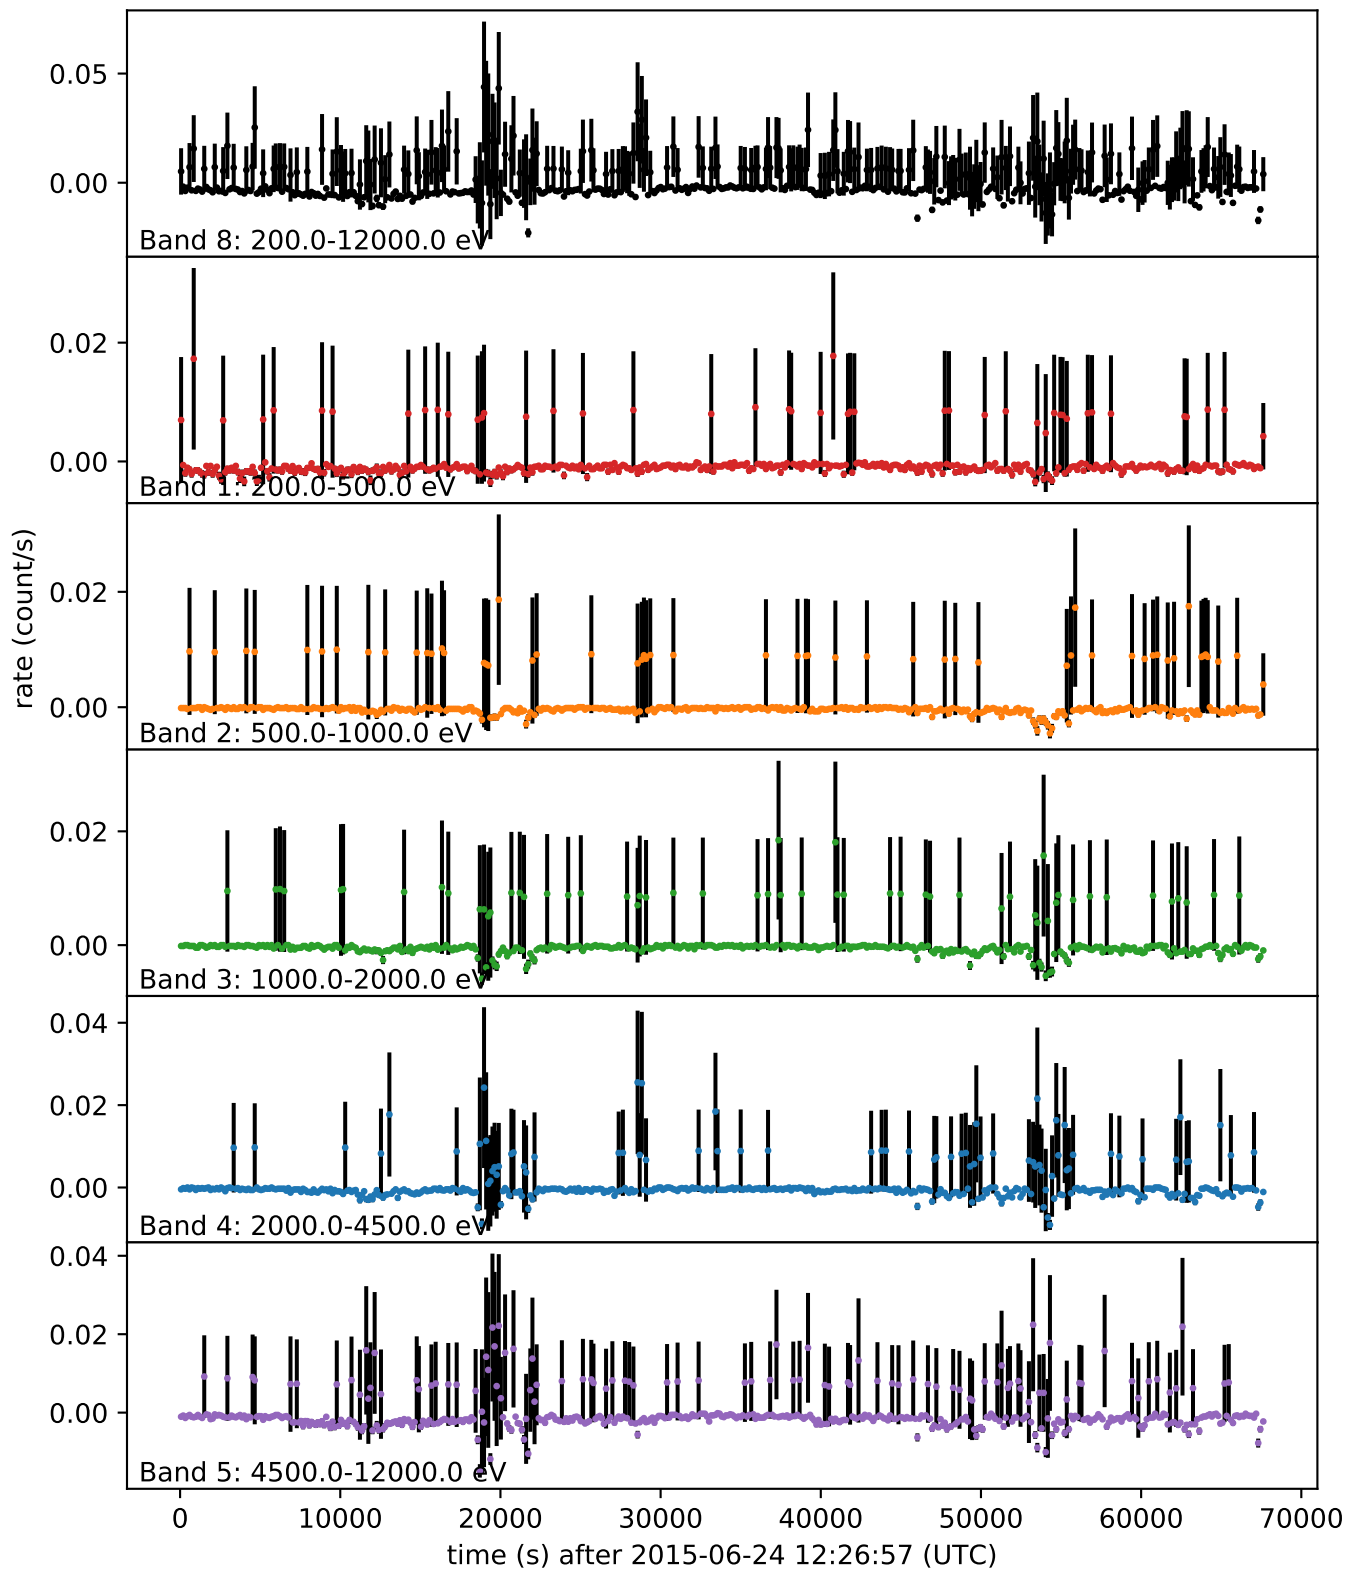 0.05
0.00
Band 8: 200.0-12000.0 eV
0.02
0.00
Band 1: 200.0-500.0 eV
0.02
0.00
Band 2: 500.0-1000.0 eV
rate (count/s)
0.02
0.00
Band 3: 1000.0-2000.0 eV
0.04
0.02
0.00
Band 4: 2000.0-4500.0 eV
0.04
0.02
0.00
Band 5: 4500.0-12000.0 eV
0 10000 20000 30000 40000 50000 60000 70000
time (s) after 2015-06-24 12:26:57 (UTC)